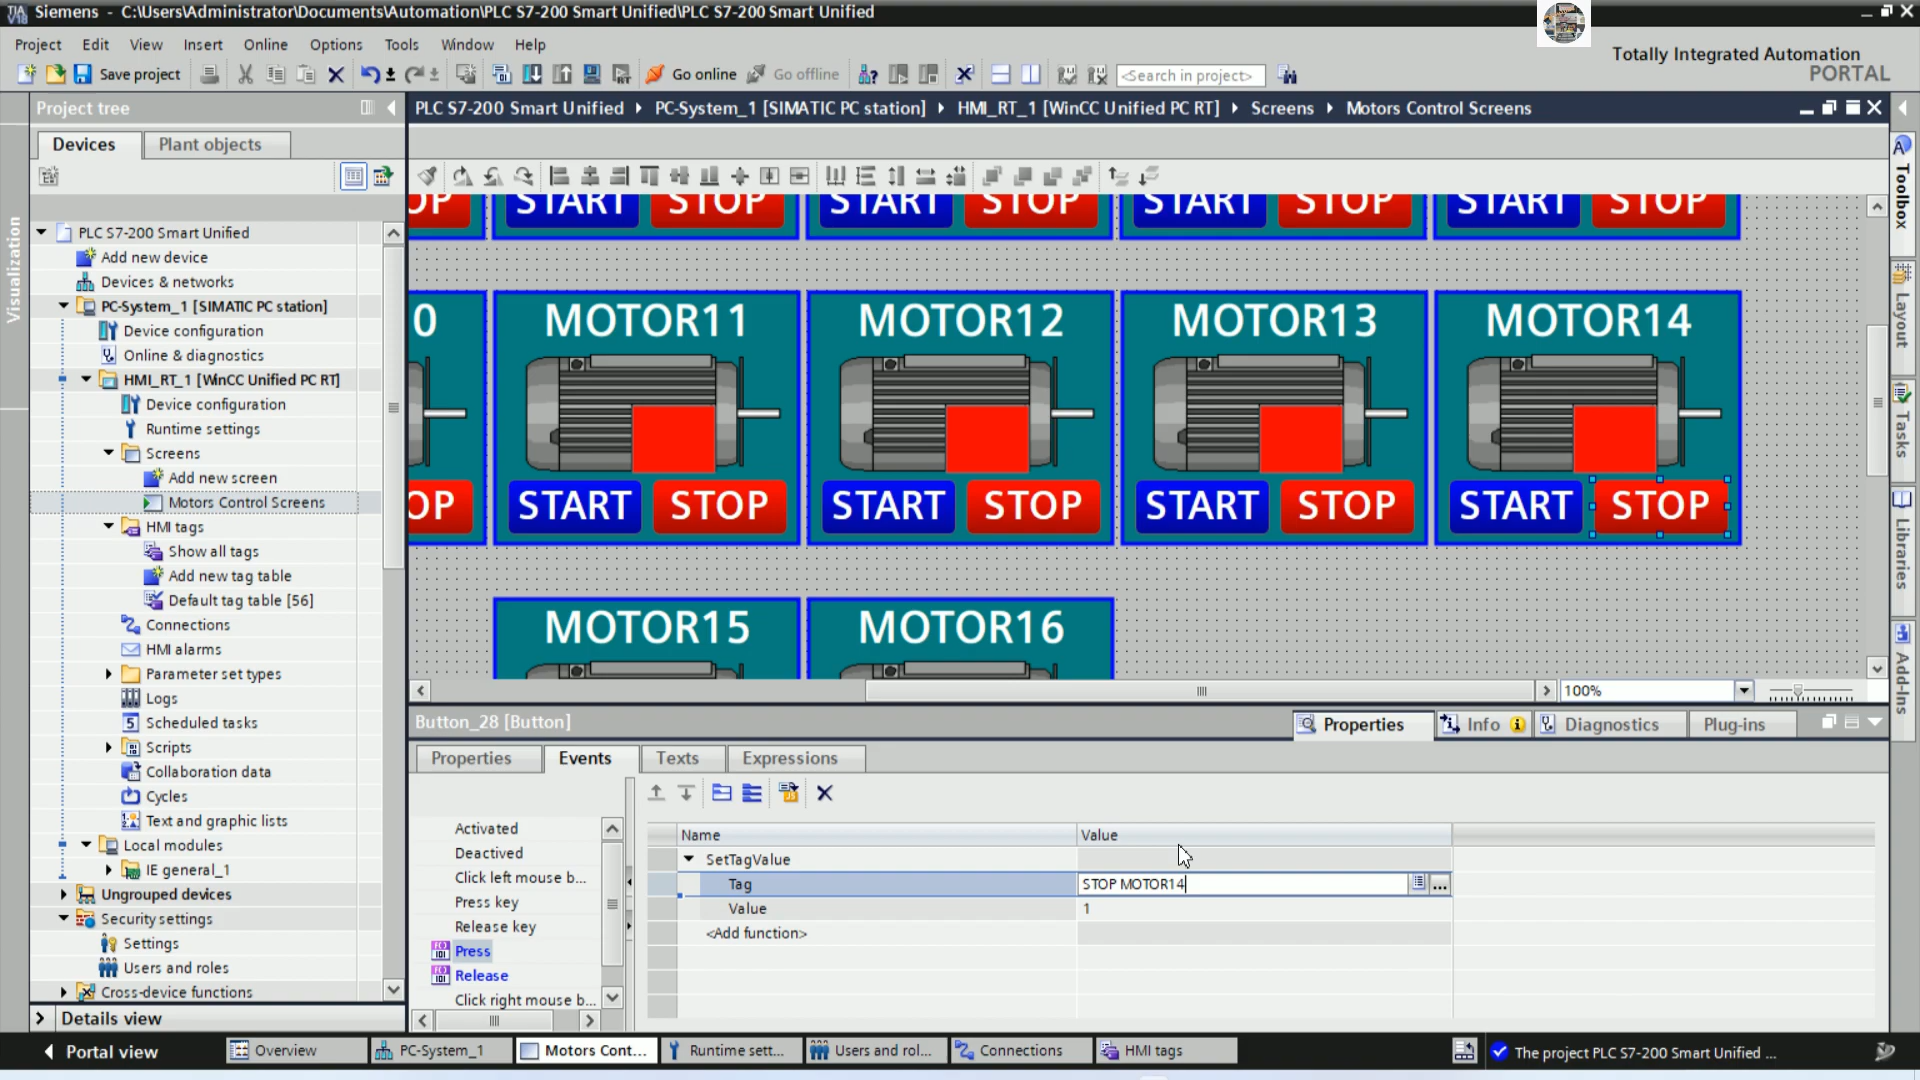 Siemens - C:\Users\Administrator\Documents\Automation\PLC S7-200 Smart Unified\PLC S7-200 Smart Unified
Project Edit View Insert Online Options Tools Window Help
Totally Integrated Automation
PORTAL
Save project
Go online
Go offline
<Search in project>
Project tree
PLC S7-200 Smart Unified
PC-System_1 [SIMATIC PC station]
HMI_RT_1 [WinCC Unified PC RT]
Screens
Motors Control Screens
Devices
Plant objects
Visualization
PLC S7-200 Smart Unified
Add new device
Devices & networks
PC-System_1 [SIMATIC PC station]
Device configuration
Online & diagnostics
HMI_RT_1 [WinCC Unified PC RT]
Device configuration
Runtime settings
Screens
Add new screen
Motors Control Screens
HMI tags
Show all tags
Add new tag table
Default tag table [56]
Connections
HMI alarms
Parameter set types
Logs
Scheduled tasks
Scripts
Collaboration data
Cycles
Text and graphic lists
Local modules
IE general_1
Ungrouped devices
Security settings
Settings
Users and roles
Cross-device functions
Details view
OP START STOP START STOP START STOP START STOP
0 MOTOR11 MOTOR12 MOTOR13 MOTOR14
OP START STOP START STOP START STOP START STOP
MOTOR15 MOTOR16
100%
Toolbox
Layout
Tasks
Libraries
Add-Ins
Button_28 [Button]
Properties
Info
Diagnostics
Plug-ins
Properties
Events
Texts
Expressions
Activated
Deactived
Click left mouse b...
Press key
Release key
Press
Release
Click right mouse b...
Name Value
SetTagValue
Tag STOP MOTOR14
Value 1
<Add function>
Portal view
Overview
PC-System_1
Motors Cont...
Runtime sett...
Users and rol...
Connections
HMI tags
The project PLC S7-200 Smart Unified ...